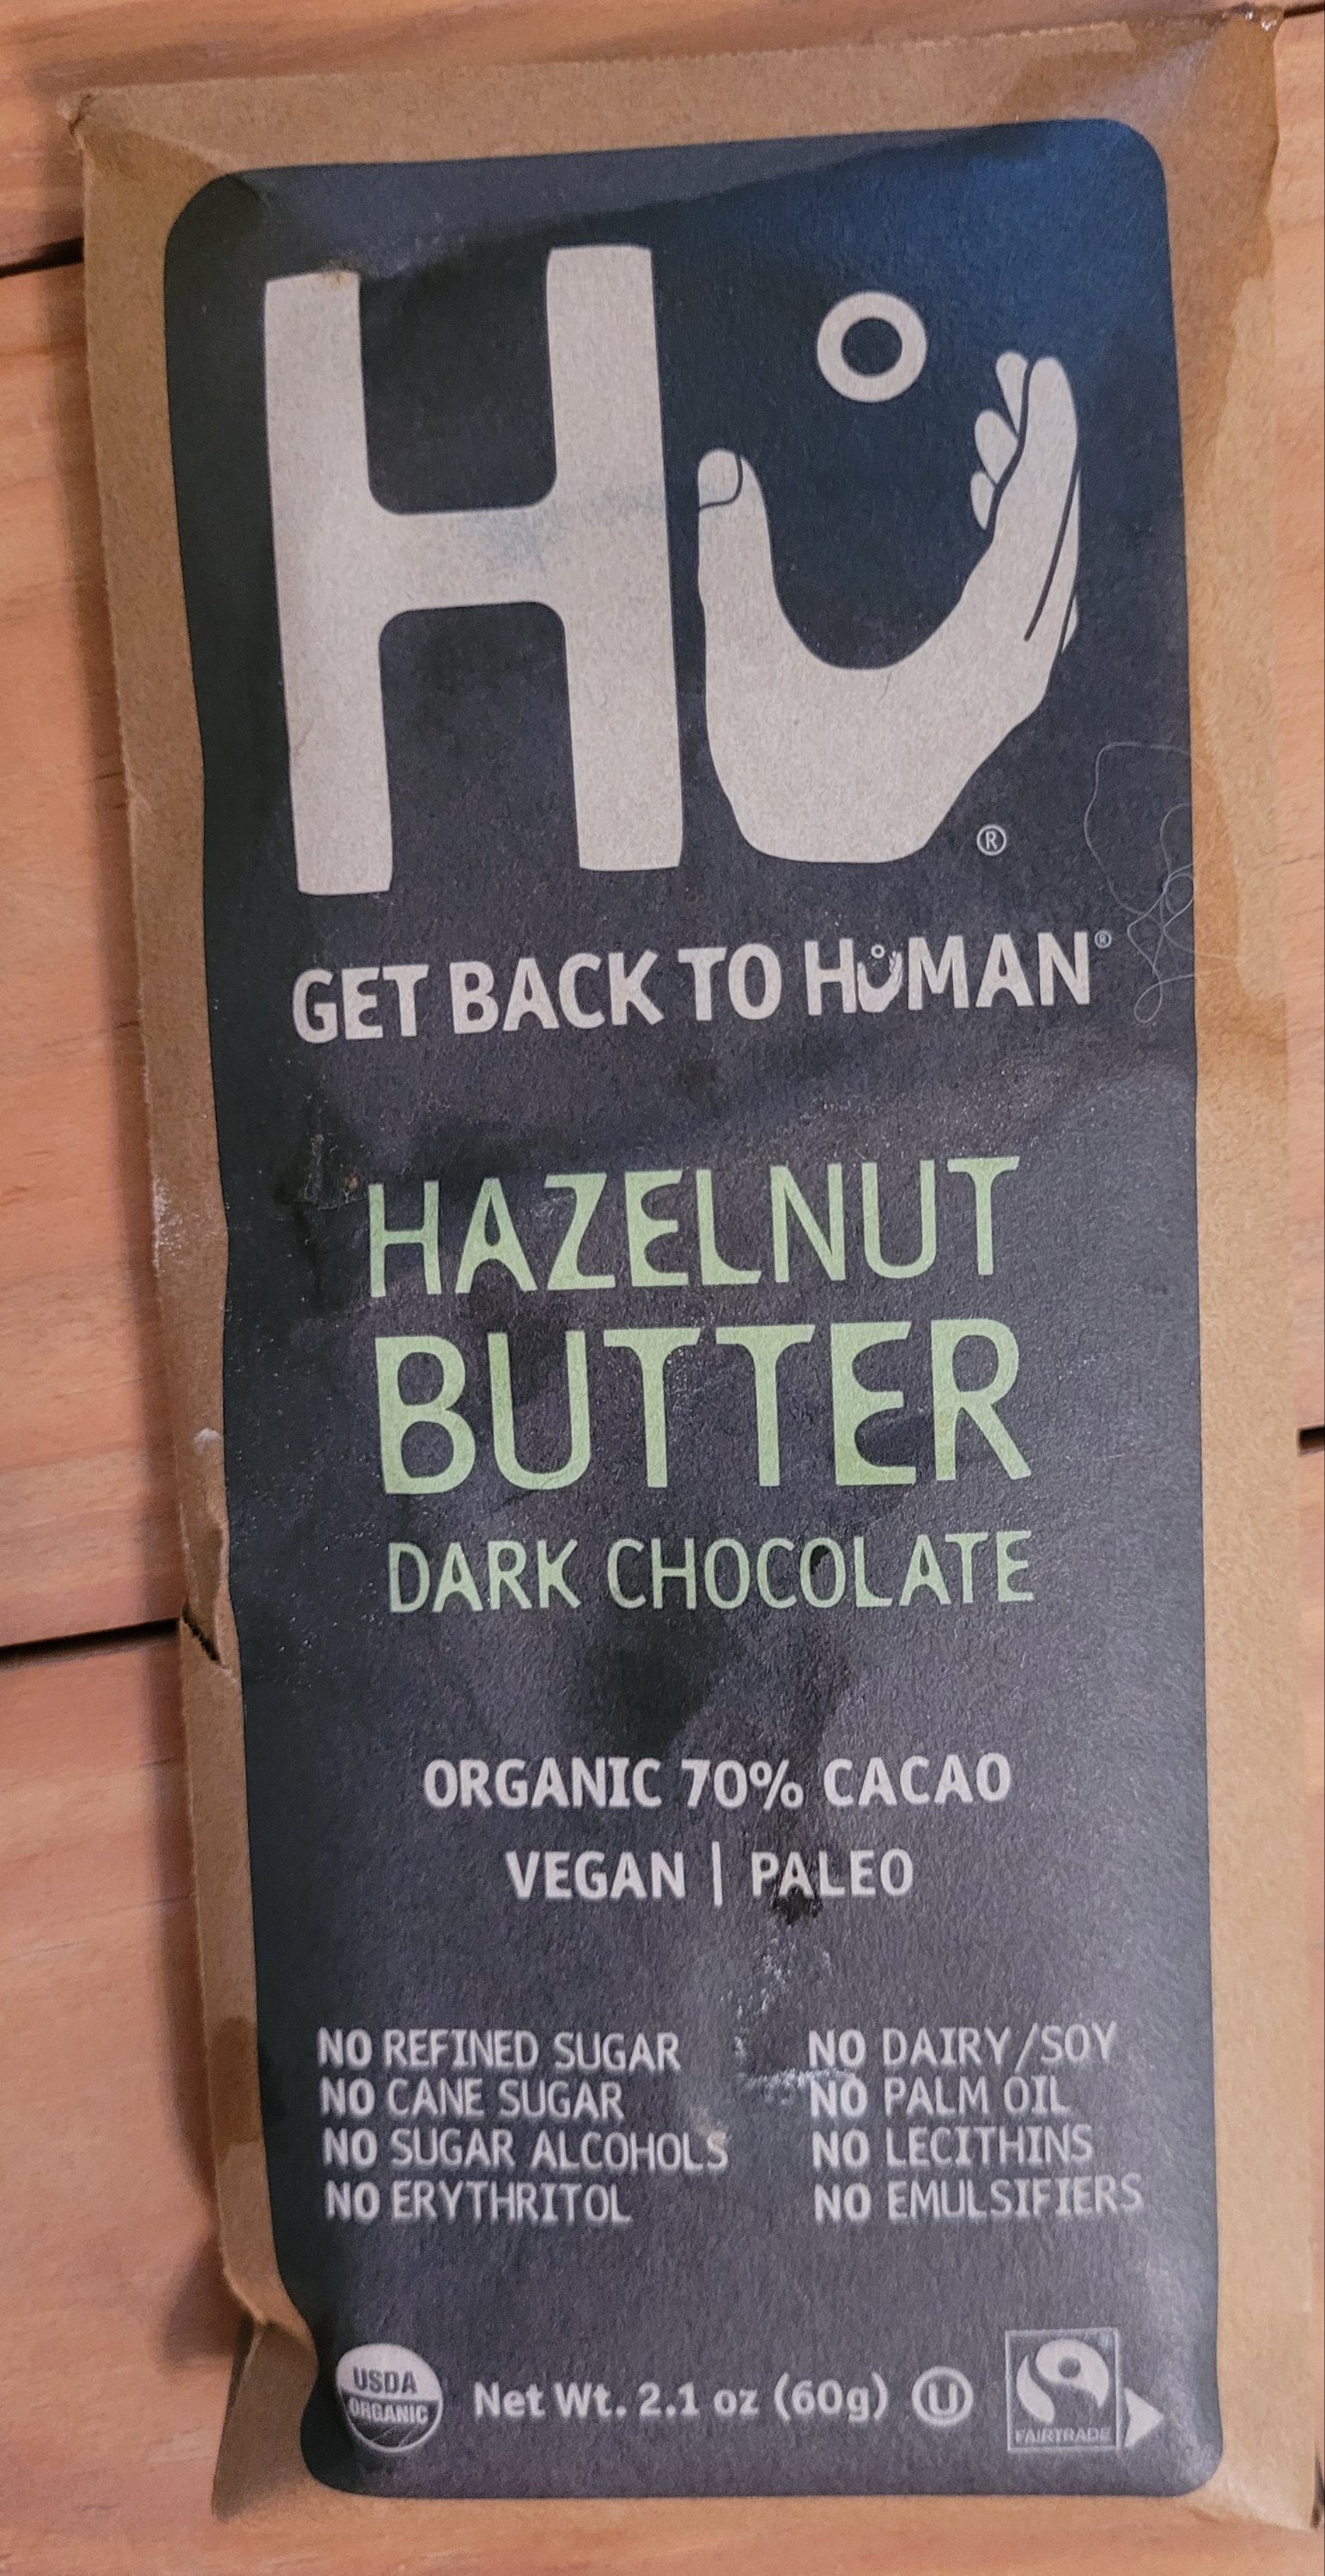 HU®
GET BACK TO HUMAN®
HAZELNUT
BUTTER
DARK CHOCOLATE
ORGANIC 70% CACAO
VEGAN | PALEO
NO REFINED SUGAR
NO CANE SUGAR
NO SUGAR ALCOHOLS
NO ERYTHRITOL
NO DAIRY/SOY
NO PALM OIL
NO LECITHINS
NO EMULSIFIERS
USDA
ORGANIC
Net Wt. 2.1 oz (60g)
U
FAIRTRADE